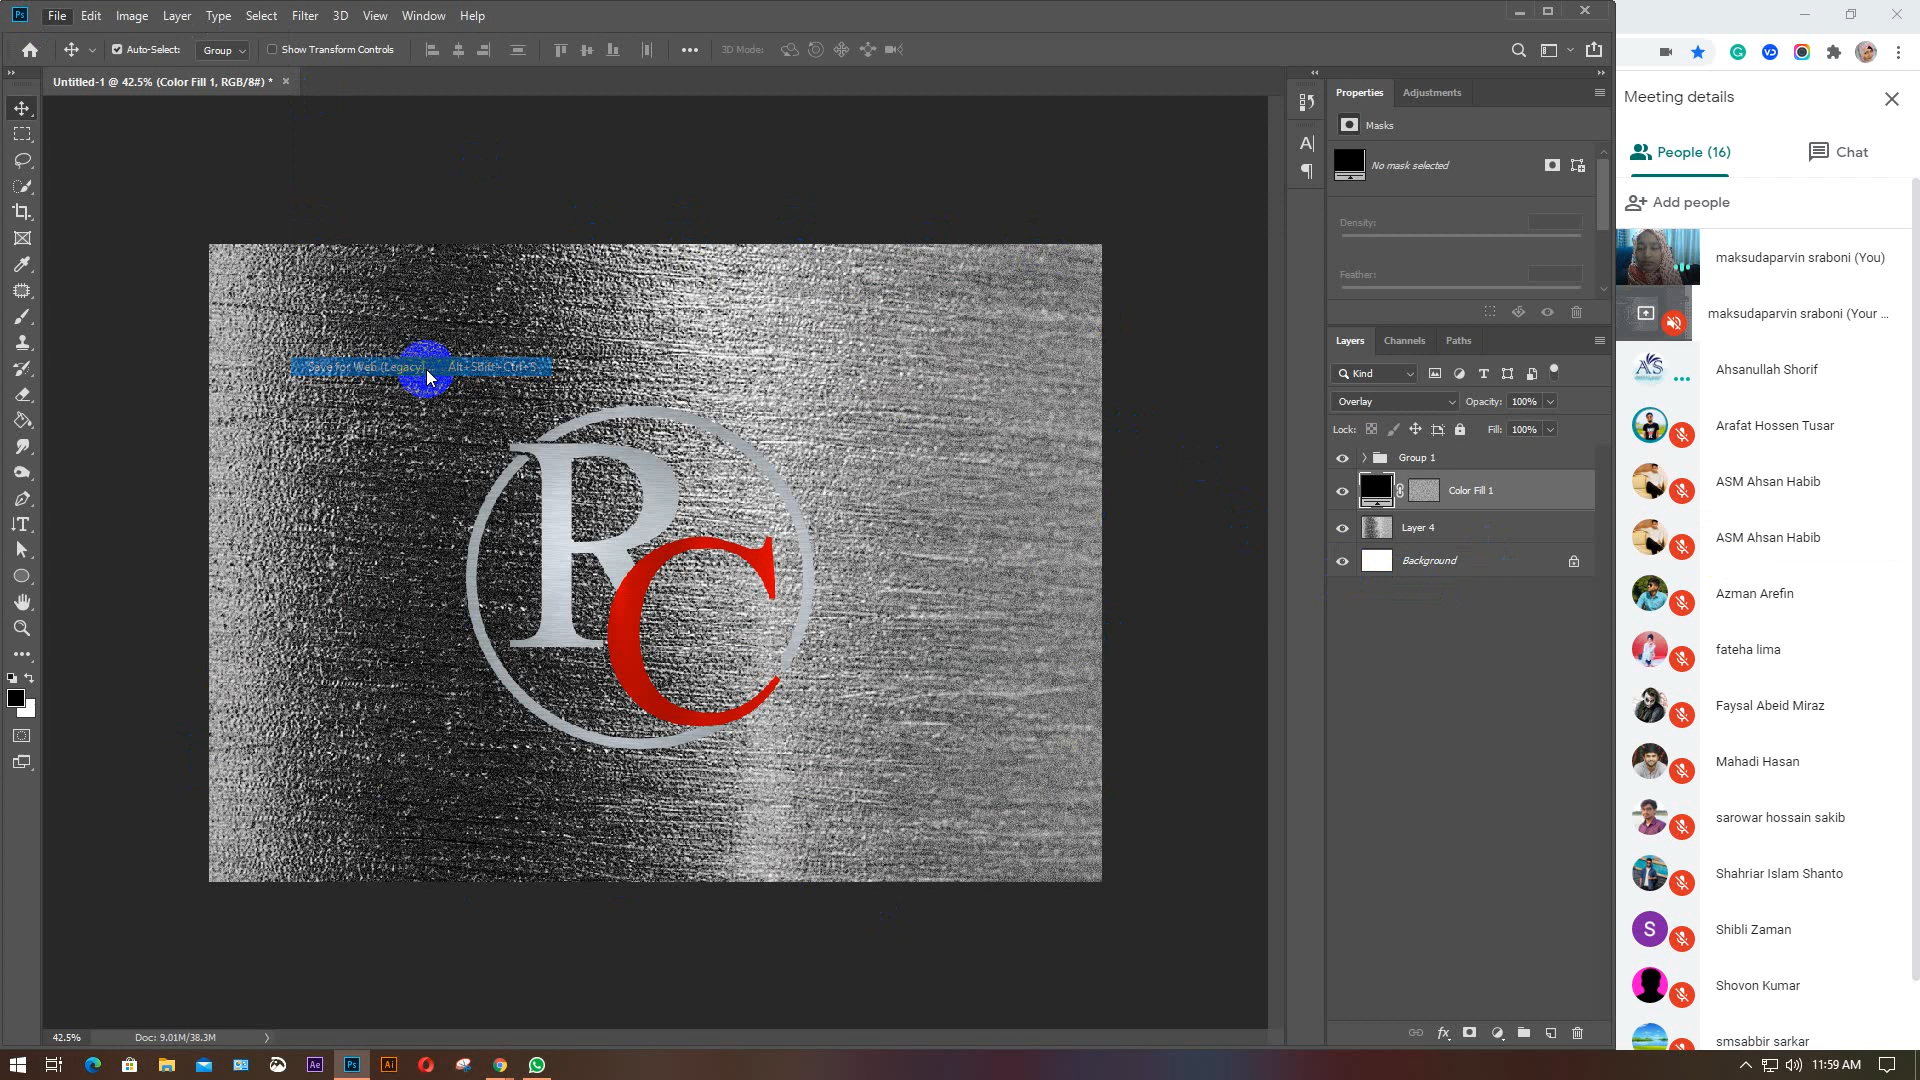 File Edit Image Layer Type Select Filter 3D View Window Help
Auto-Select: Group Show Transform Controls 3D Mode:
Untitled-1 @ 42.5% (Color Fill 1, RGB/8#) *
Save for Web (Legacy)... Alt+Shift+Ctrl+S
R
C
42.5% Doc: 9.01M/38.3M
Properties Adjustments
Masks
No mask selected
Density:
Feather:
Layers Channels Paths
Kind
Overlay Opacity: 100%
Lock: Fill: 100%
Group 1
Color Fill 1
Layer 4
Background
Meeting details
People (16) Chat
Add people
maksudaparvin sraboni (You)
maksudaparvin sraboni (Your ...
Ahsanullah Shorif
Arafat Hossen Tusar
ASM Ahsan Habib
ASM Ahsan Habib
Azman Arefin
fateha lima
Faysal Abeid Miraz
Mahadi Hasan
sarowar hossain sakib
Shahriar Islam Shanto
S Shibli Zaman
Shovon Kumar
smsabbir sarkar
11:59 AM